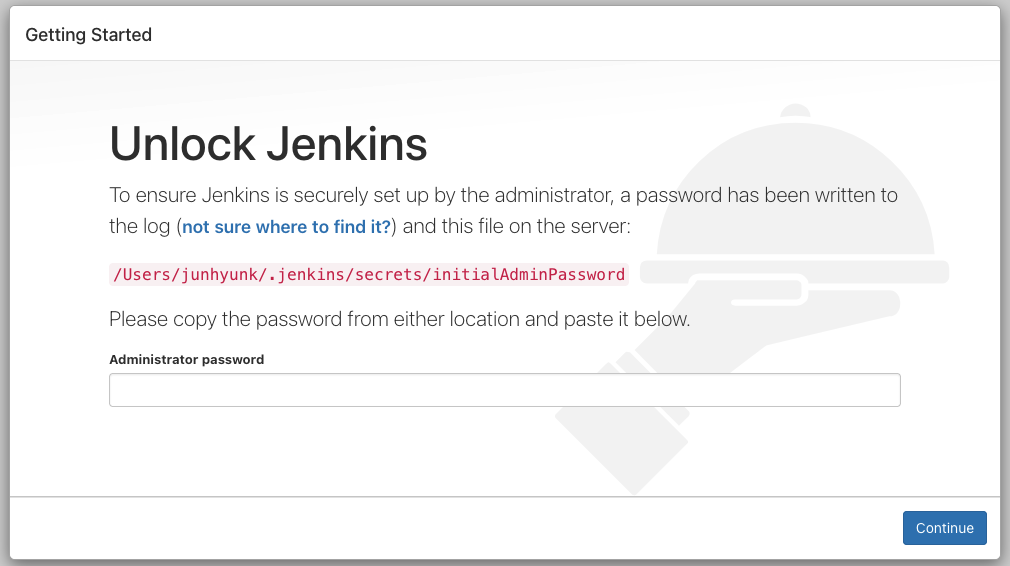 Getting Started
Unlock Jenkins
To ensure Jenkins is securely set up by the administrator, a password has been written to
the log (not sure where to find it?) and this file on the server:
/Users/junhyunk/.jenkins/secrets/initialAdminPassword
Please copy the password from either location and paste it below.
Administrator password
Continue